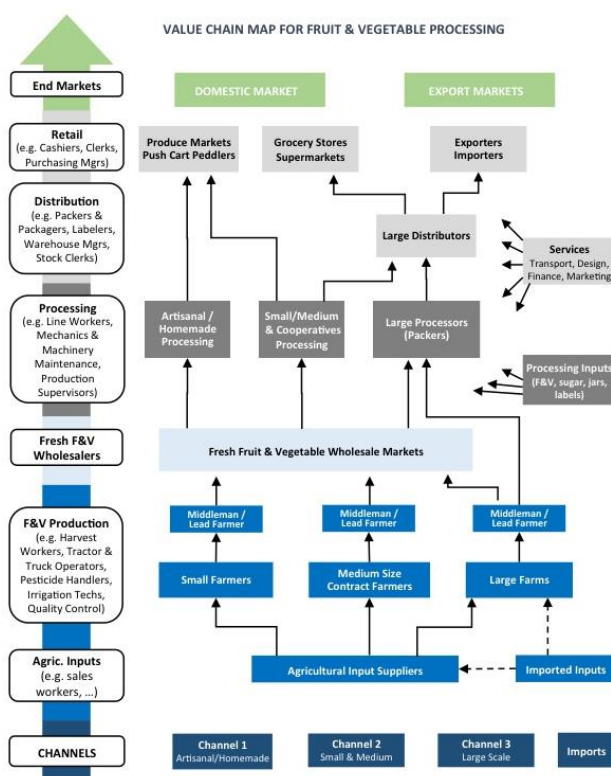 VALUE CHAIN MAP FOR FRUIT & VEGETABLE PROCESSING
End Markets
DOMESTIC MARKET
EXPORT MARKETS
Retail
(e.g. Cashiers, Clerks,
Purchasing Mgrs)
Produce Markets
Push Cart Peddlers
Grocery Stores
Supermarkets
Exporters
Importers
Distribution
(e.g. Packers &
Packagers, Labelers,
Warehouse Mgrs,
Stock Clerks)
Large Distributors
Services
Transport, Design,
Finance, Marketing
Processing
(e.g. Line Workers,
Mechanics &
Machinery
Maintenance,
Production
Supervisors)
Artisanal /
Homemade
Processing
Small/Medium
& Cooperatives
Processing
Large Processors
(Packers)
Processing Inputs
(F&V, sugar, jars,
labels)
Fresh F&V
Wholesalers
Fresh Fruit & Vegetable Wholesale Markets
F&V Production
(e.g. Harvest
Workers, Tractor &
Truck Operators,
Pesticide Handlers,
Irrigation Techs,
Quality Control)
Middleman /
Lead Farmer
Middleman /
Lead Farmer
Middleman /
Lead Farmer
Small Farmers
Medium Size
Contract Farmers
Large Farms
Agric. Inputs
(e.g. sales
workers, ...)
Agricultural Input Suppliers
Imported Inputs
CHANNELS
Channel 1
Artisanal/Homemade
Channel 2
Small & Medium
Channel 3
Large Scale
Imports